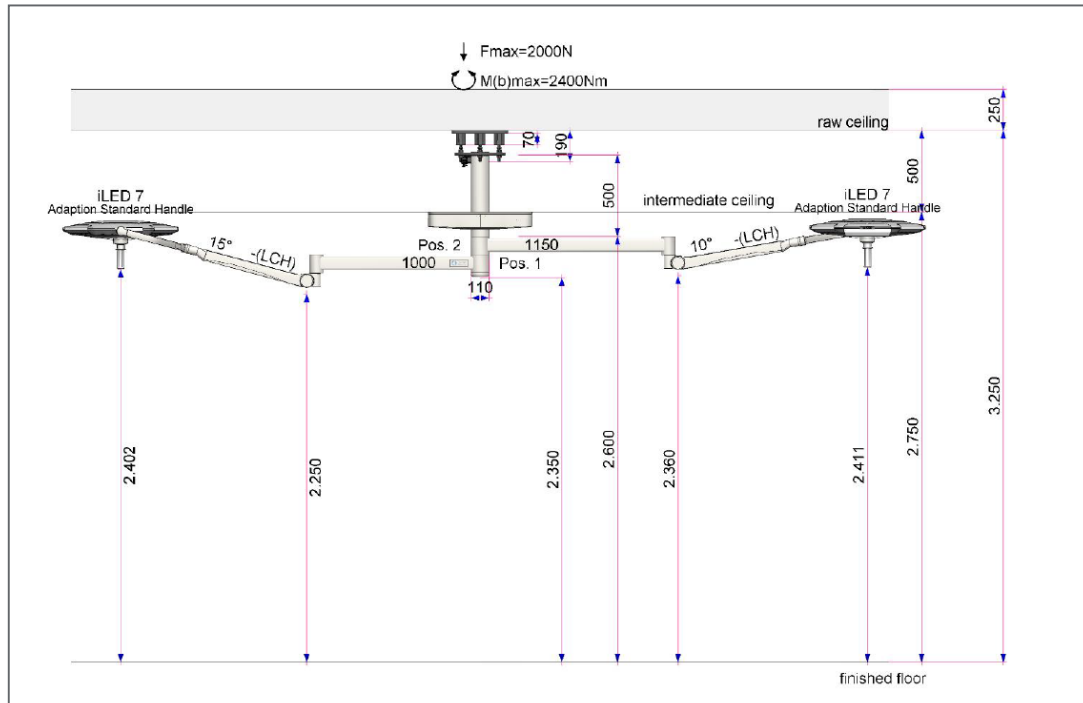 Fmax=2000N
M(b)max=2400Nm
raw ceiling
250
70
190
500
500
intermediate ceiling
iLED 7
Adaption Standard Handle
iLED 7
Adaption Standard Handle
15°
-(LCH)
Pos. 2
1150
10°
-(LCH)
1000
Pos. 1
110
2.402
2.250
2.350
2.600
2.360
2.411
2.750
3.250
finished floor